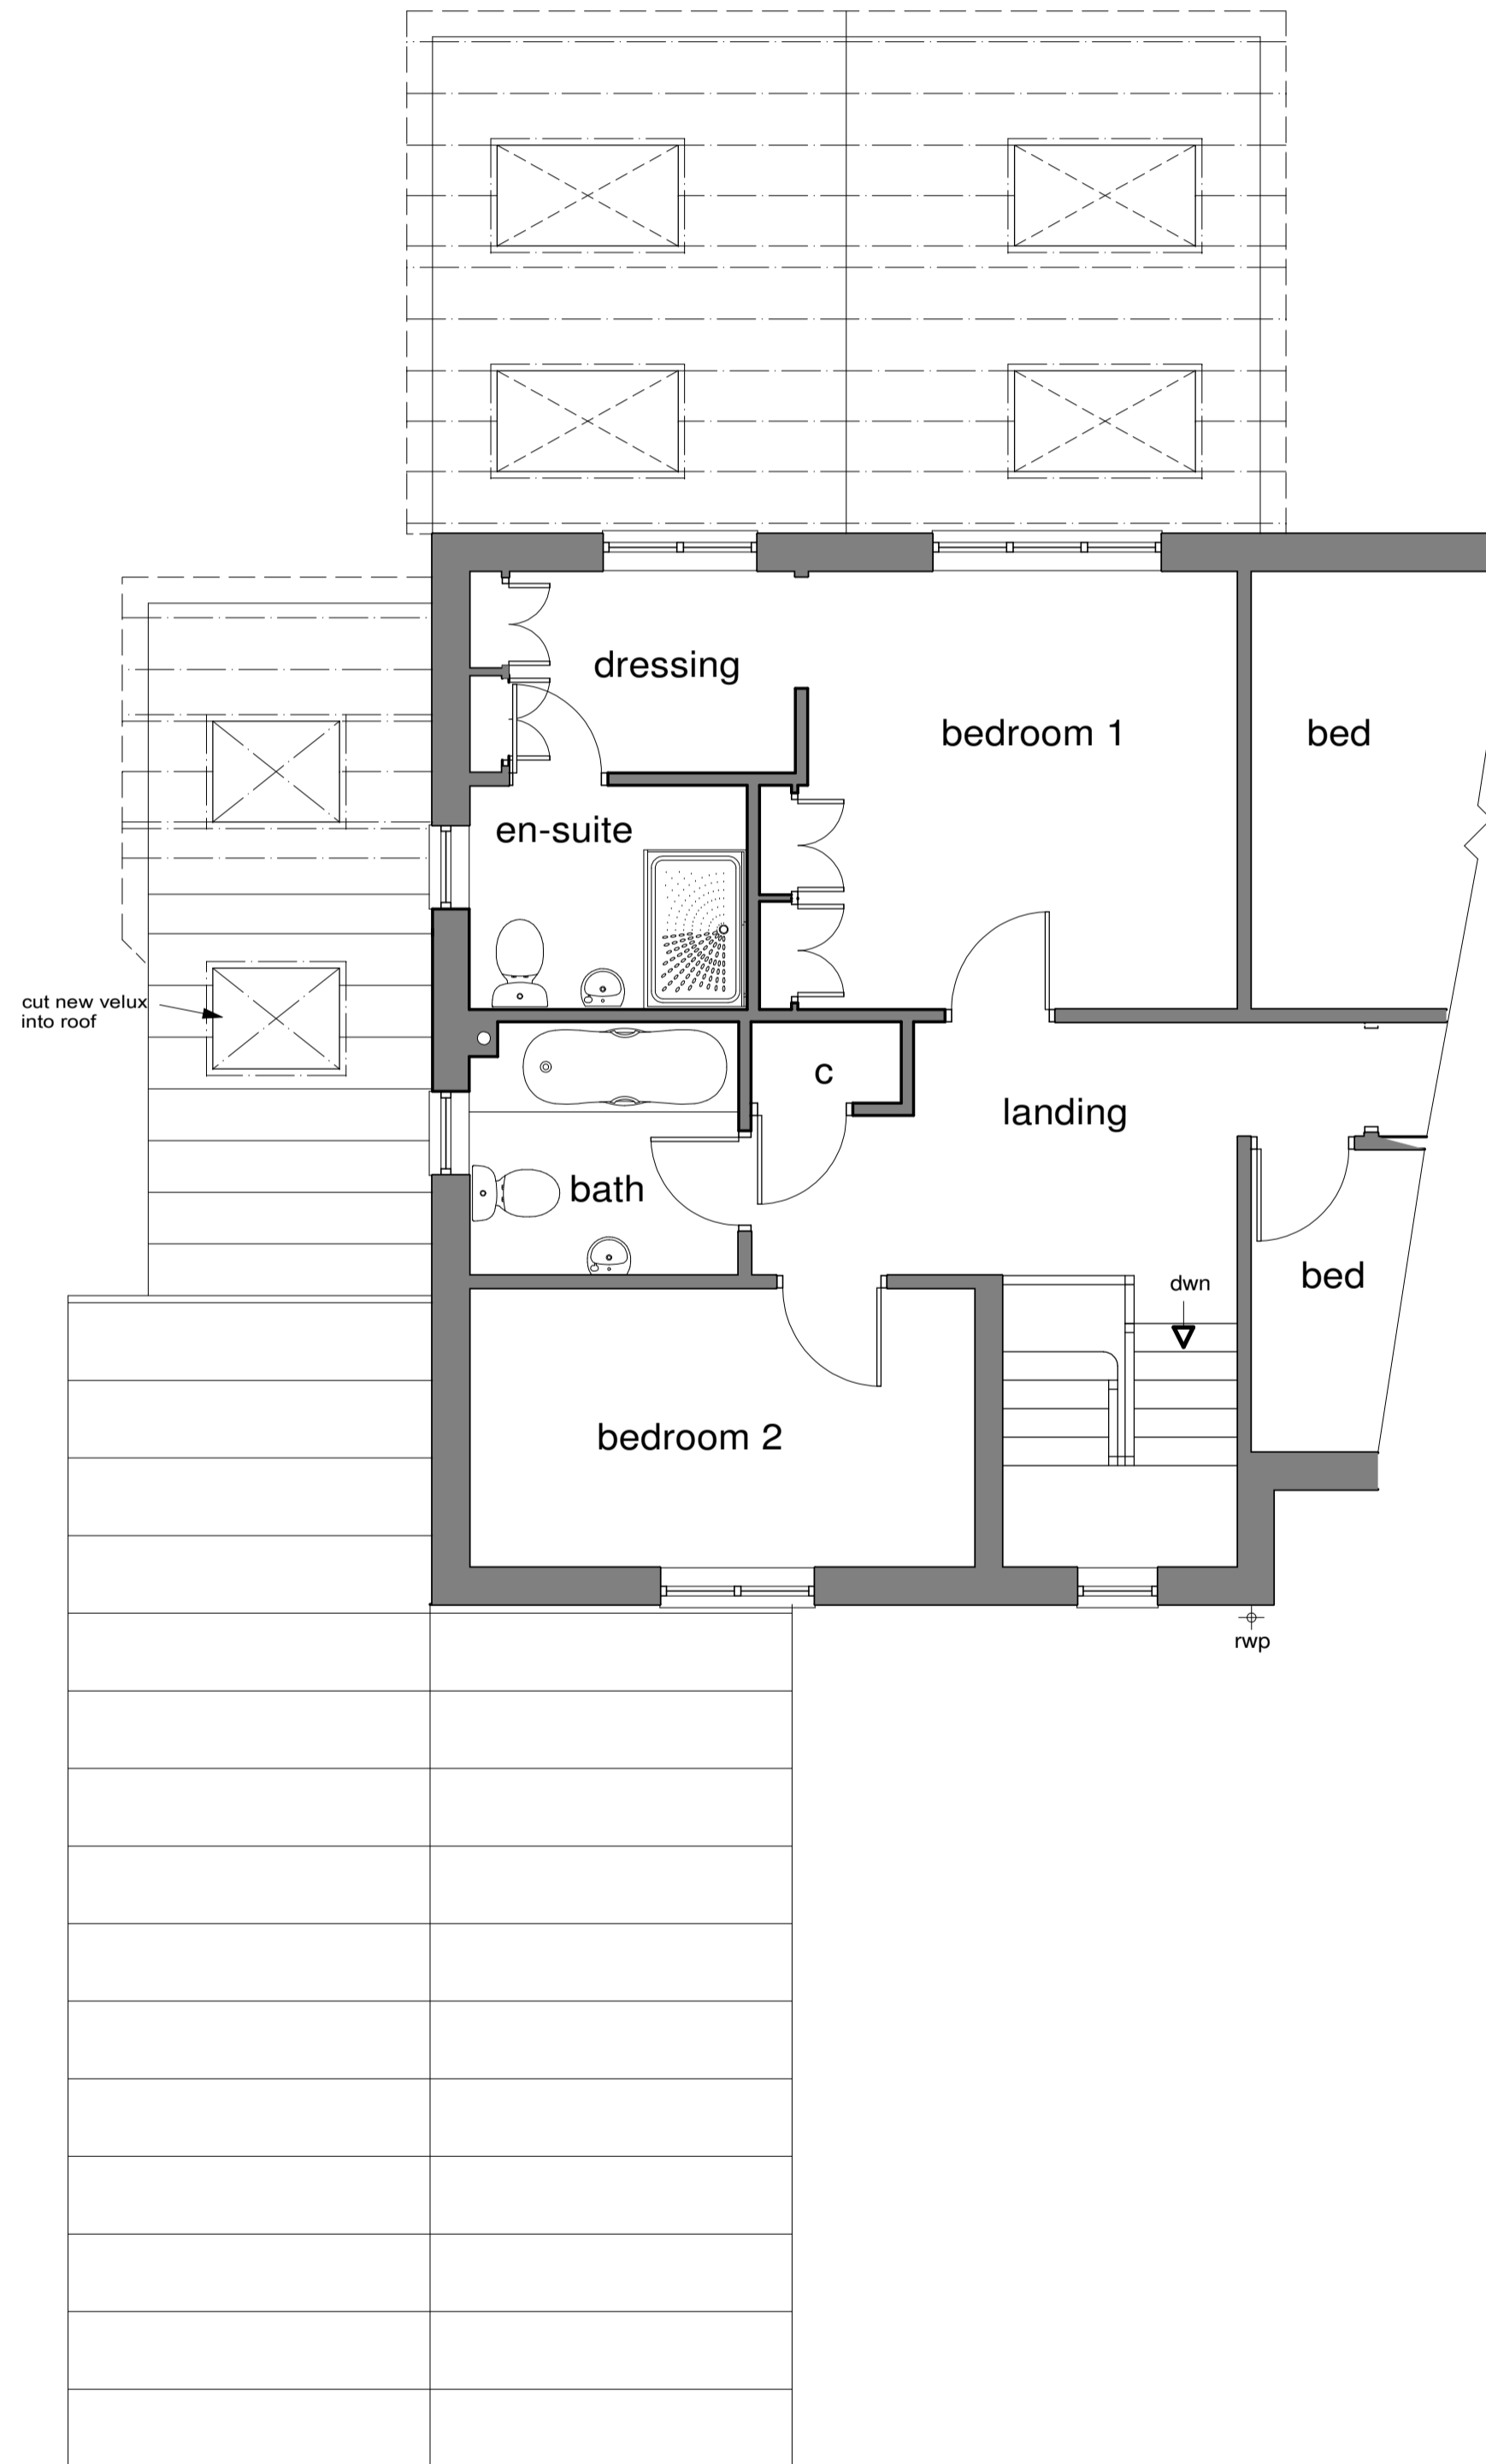 dressing
bedroom 1
bed
en-suite
cut new velux
into roof
c
landing
bath
dwn
bed
bedroom 2
rwp